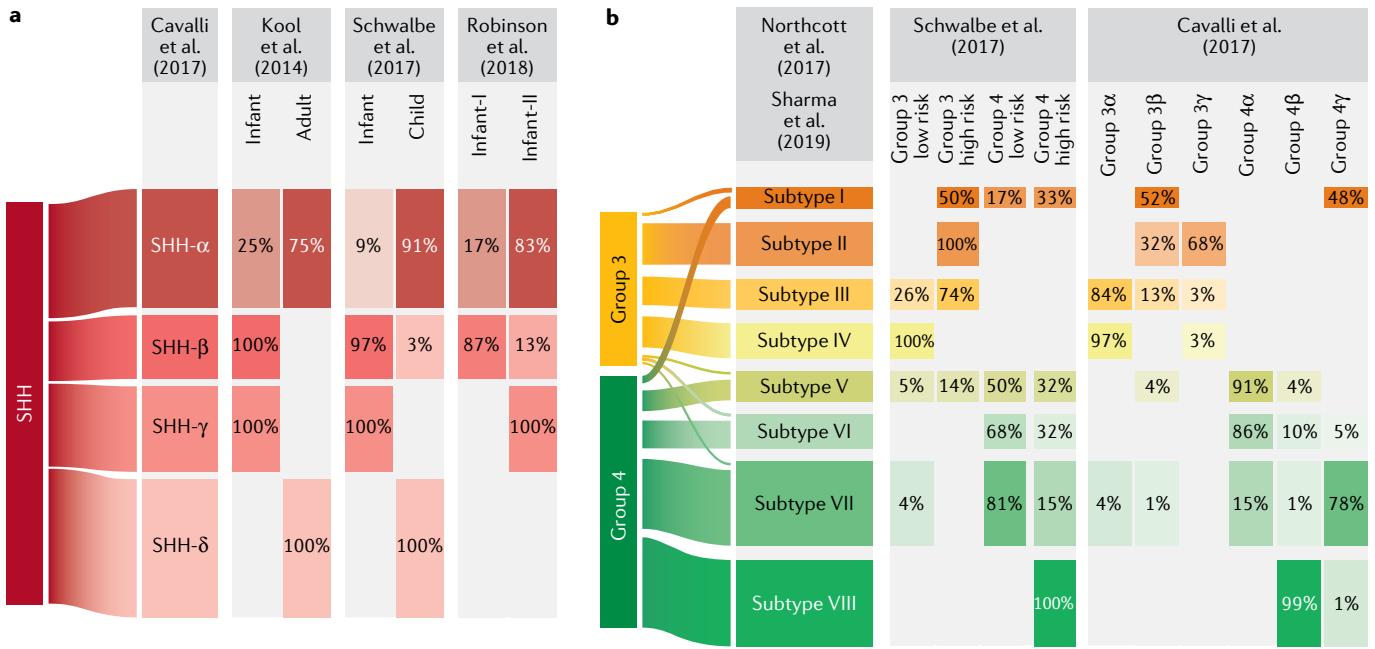 a
Cavalli
et al.
(2017)
Kool
et al.
(2014)
Schwalbe
et al.
(2017)
Robinson
et al.
(2018)
Infant
Adult
Infant
Child
Infant-I
Infant-II
SHH
SHH-α
25%
75%
9%
91%
17%
83%
SHH-β
100%
97%
3%
87%
13%
SHH-γ
100%
100%
100%
SHH-δ
100%
100%
b
Northcott
et al.
(2017)
Sharma
et al.
(2019)
Schwalbe et al.
(2017)
Cavalli et al.
(2017)
Group 3
low risk
Group 3
high risk
Group 4
low risk
Group 4
high risk
Group 3α
Group 3β
Group 3γ
Group 4α
Group 4β
Group 4γ
Group 3
Group 4
Subtype I
50%
17%
33%
52%
48%
Subtype II
100%
32%
68%
Subtype III
26%
74%
84%
13%
3%
Subtype IV
100%
97%
3%
Subtype V
5%
14%
50%
32%
4%
91%
4%
Subtype VI
68%
32%
86%
10%
5%
Subtype VII
4%
81%
15%
4%
1%
15%
1%
78%
Subtype VIII
100%
99%
1%